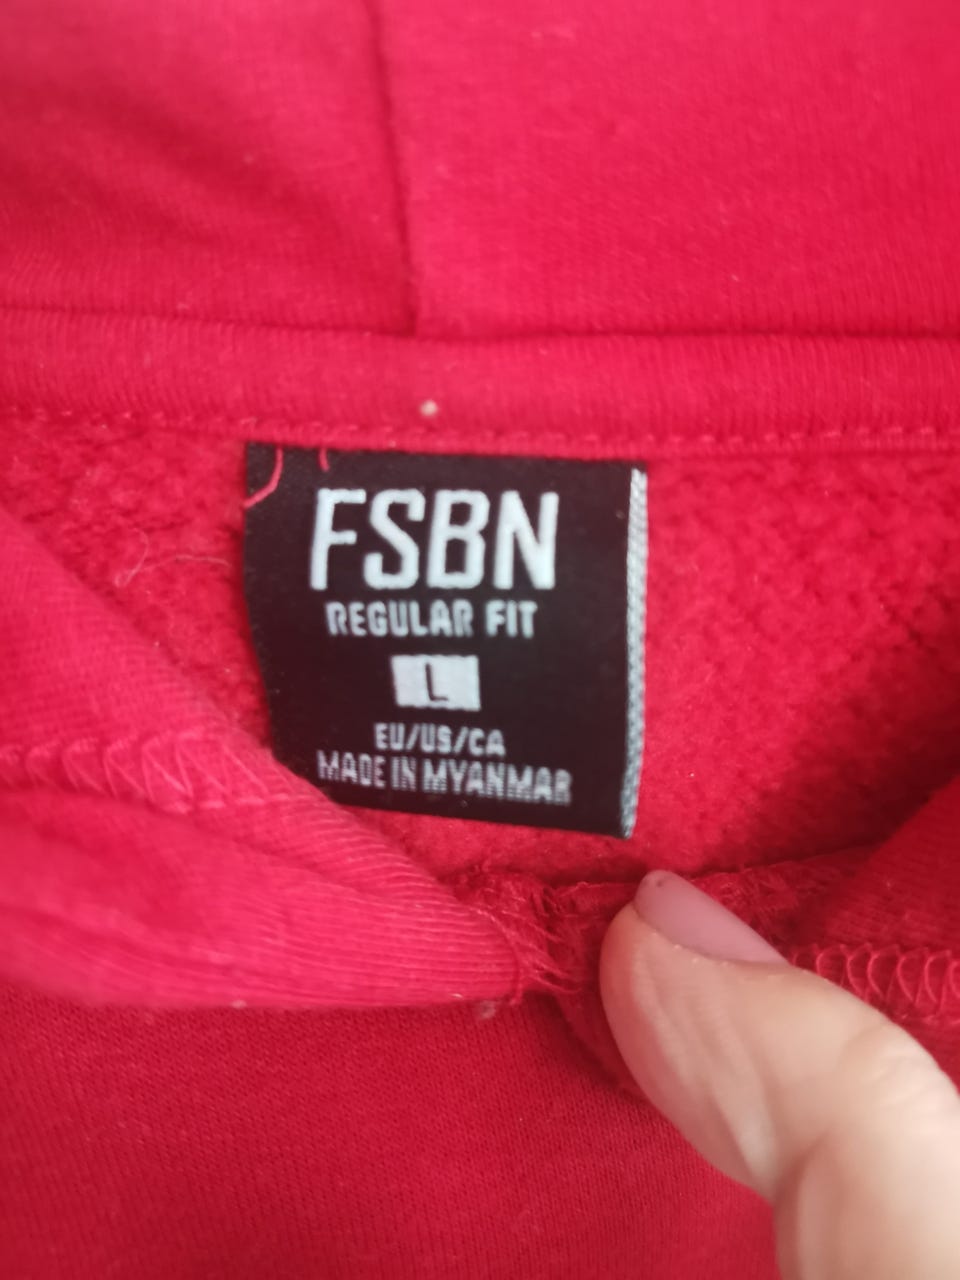 FSBN
REGULAR FIT
L
EU/US/CA
MADE IN MYANMAR